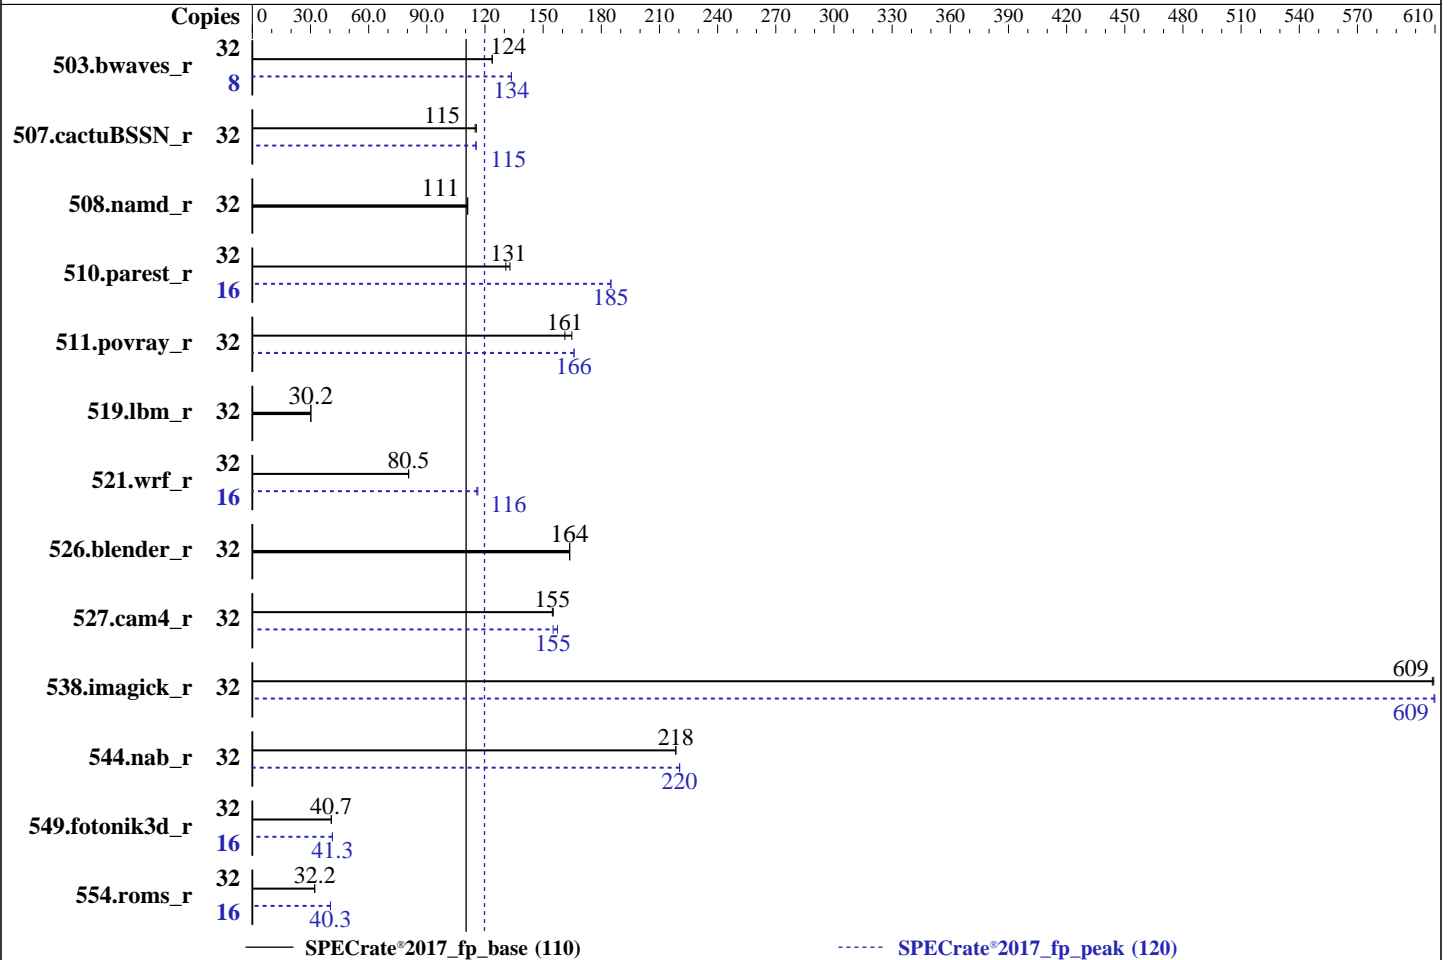 Copies 0 30.0 60.0 90.0 120 150 180 210 240 270 300 330 360 390 420 450 480 510 540 570 610
503.bwaves_r 32 124
8 134
507.cactuBSSN_r 32 115
115
508.namd_r 32 111
510.parest_r 32 131
16 185
511.povray_r 32 161
166
519.lbm_r 32 30.2
521.wrf_r 32 80.5
16 116
526.blender_r 32 164
527.cam4_r 32 155
155
538.imagick_r 32 609
609
544.nab_r 32 218
220
549.fotonik3d_r 32 40.7
16 41.3
554.roms_r 32 32.2
16 40.3
SPECrate®2017_fp_base (110) SPECrate®2017_fp_peak (120)